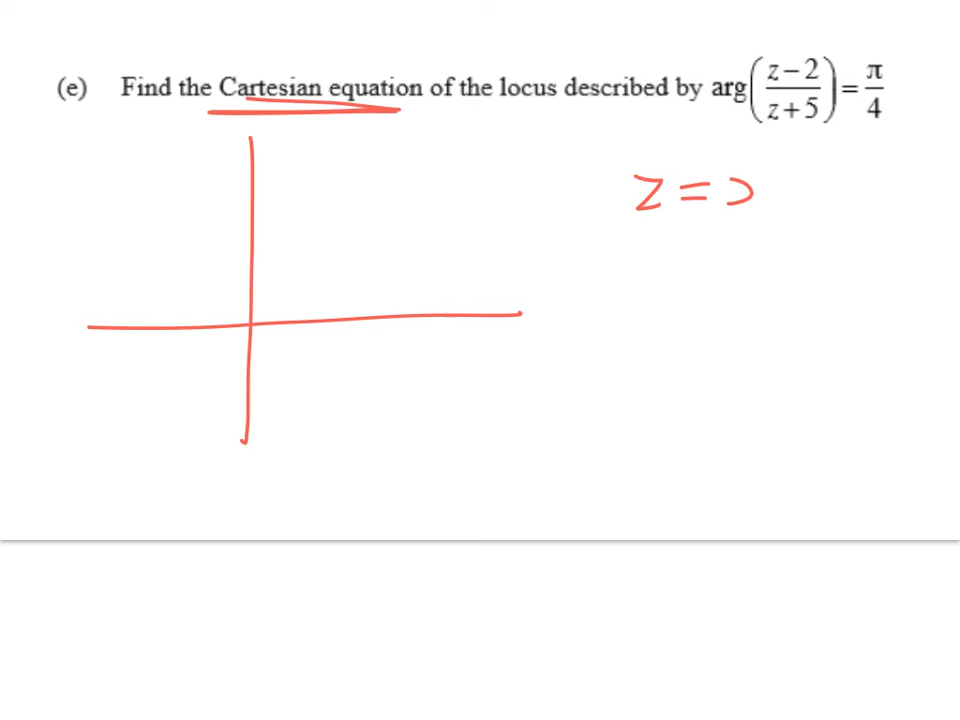 (e) Find the Cartesian equation of the locus described by arg((z−2)/(z+5)) = π/4
z =